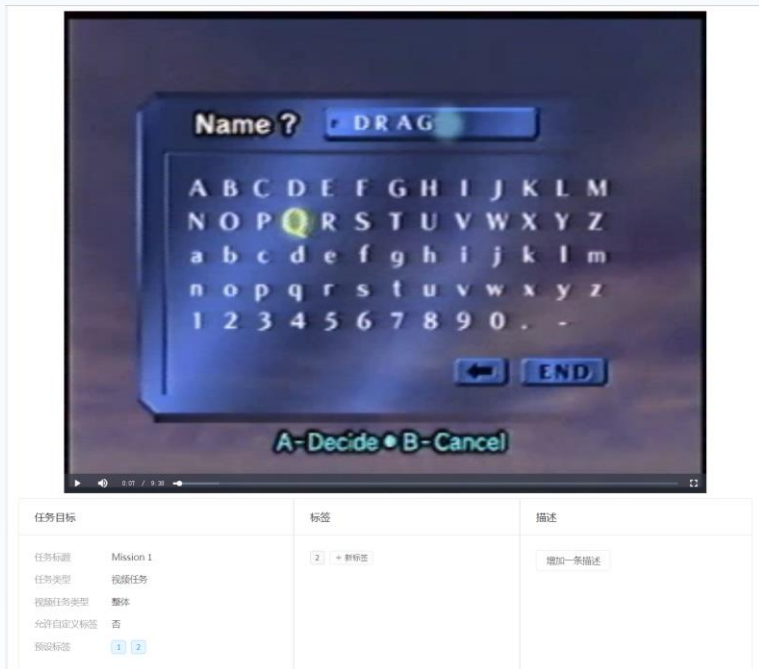 Name ? DRAG
A B C D E F G H I J K L M
N O P Q R S T U V W X Y Z
a b c d e f g h i j k l m
n o p q r s t u v w x y z
1 2 3 4 5 6 7 8 9 0 . -
END
A-Decide●B-Cancel
0:07 / 9:38
任务目标 标签 描述
任务标题 Mission 1 2 + 新标签 增加一条描述
任务类型 视频任务
视频任务类型 整体
允许自定义标签 否
预设标签 1 2